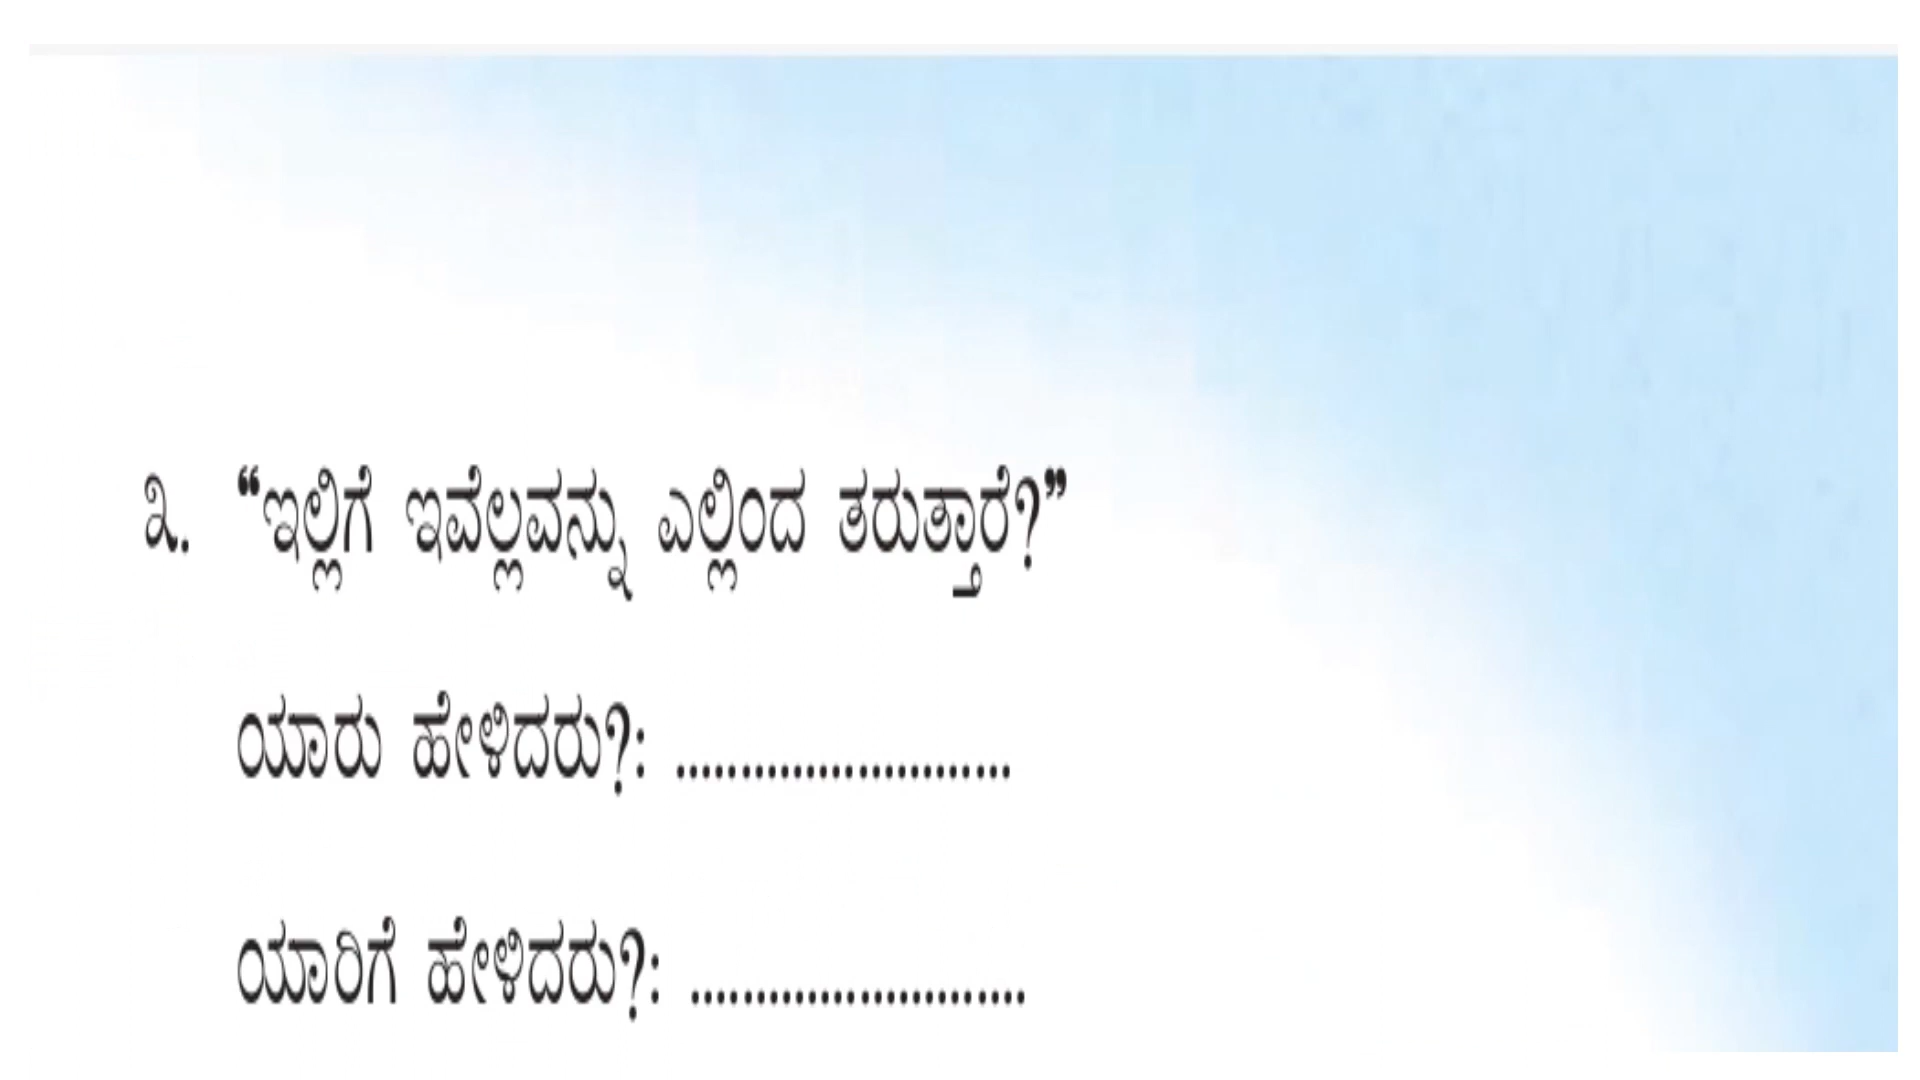 ೩. “ಇಲ್ಲಿಗೆ ಇವೆಲ್ಲವನ್ನು ಎಲ್ಲಿಂದ ತರುತ್ತಾರೆ?”
ಯಾರು ಹೇಳಿದರು?: ..........................
ಯಾರಿಗೆ ಹೇಳಿದರು?: ..........................